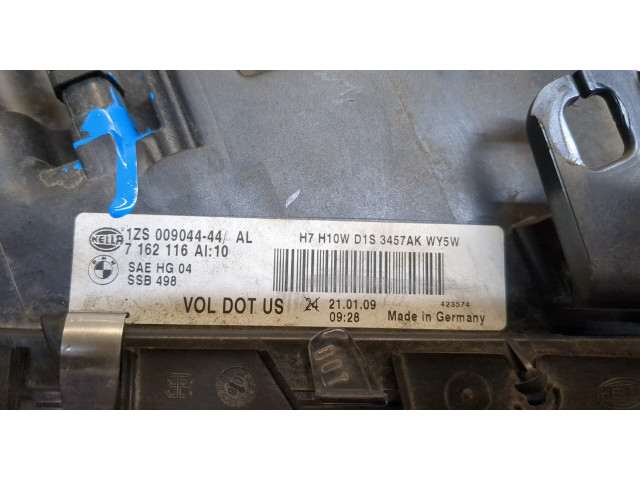 HELLA
1ZS 009044-44/ AL
7 162 116 AI:10
H7 H10W D1S 3457AK WY5W
SAE HG 04
SSB 498
VOL DOT US 24 21.01.09
09:28
423574
Made in Germany